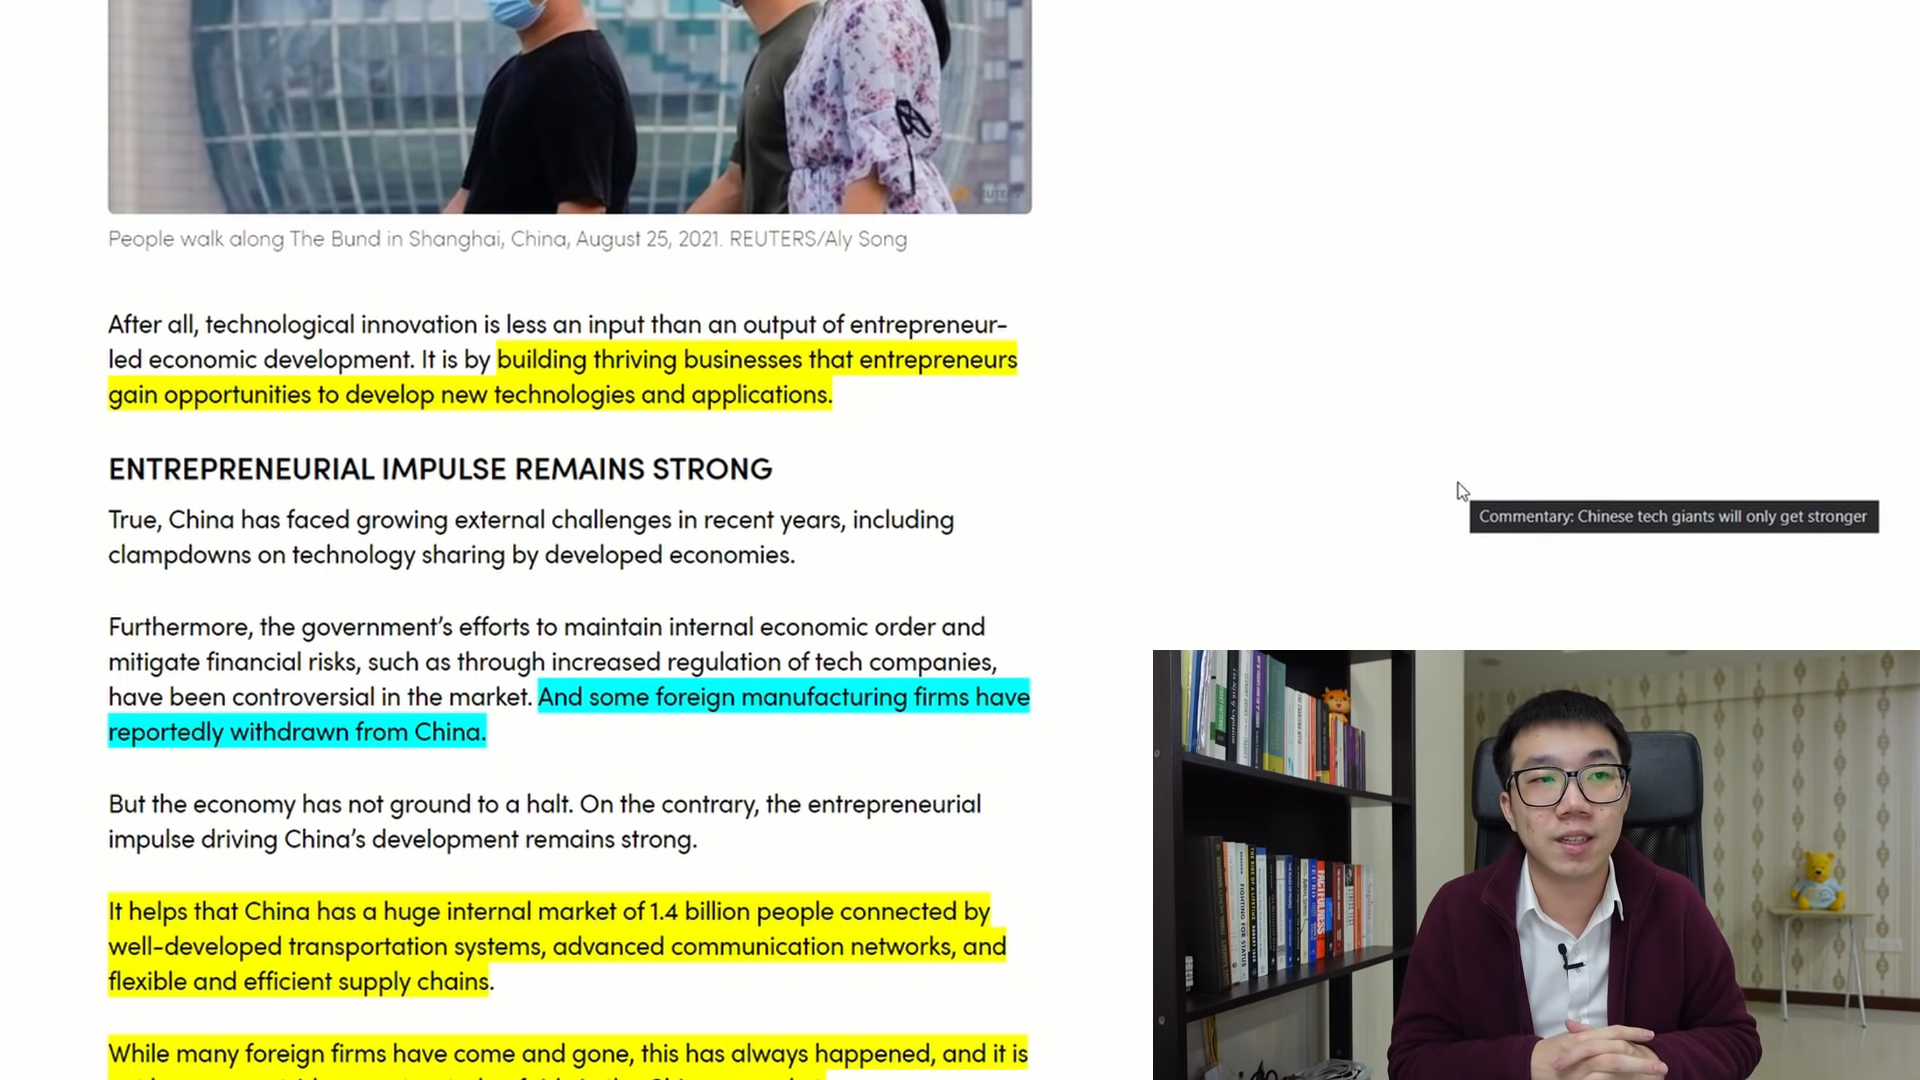 People walk along The Bund in Shanghai, China, August 25, 2021. REUTERS/Aly Song
After all, technological innovation is less an input than an output of entrepreneur-
led economic development. It is by building thriving businesses that entrepreneurs
gain opportunities to develop new technologies and applications.
ENTREPRENEURIAL IMPULSE REMAINS STRONG
True, China has faced growing external challenges in recent years, including
clampdowns on technology sharing by developed economies.
Furthermore, the government's efforts to maintain internal economic order and
mitigate financial risks, such as through increased regulation of tech companies,
have been controversial in the market. And some foreign manufacturing firms have
reportedly withdrawn from China.
But the economy has not ground to a halt. On the contrary, the entrepreneurial
impulse driving China's development remains strong.
It helps that China has a huge internal market of 1.4 billion people connected by
well-developed transportation systems, advanced communication networks, and
flexible and efficient supply chains.
While many foreign firms have come and gone, this has always happened, and it is
Commentary: Chinese tech giants will only get stronger
FIGHTING FOR STATUS
FACTFULNESS